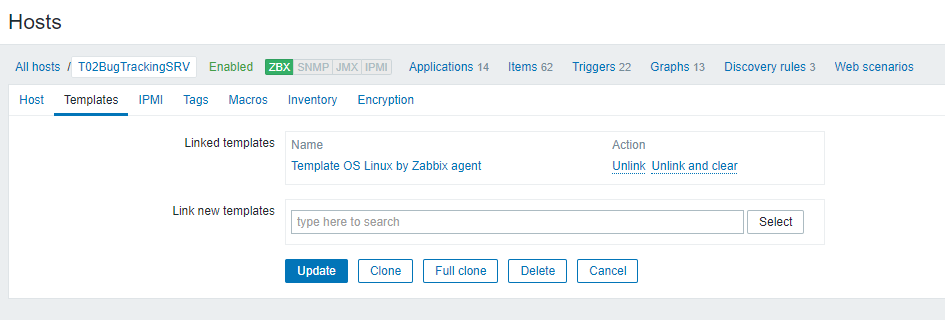 Hosts
All hosts / T02BugTrackingSRV Enabled ZBX SNMP JMX IPMI Applications 14 Items 62 Triggers 22 Graphs 13 Discovery rules 3 Web scenarios
Host Templates IPMI Tags Macros Inventory Encryption
Linked templates Name Action
Template OS Linux by Zabbix agent Unlink Unlink and clear
Link new templates type here to search Select
Update Clone Full clone Delete Cancel